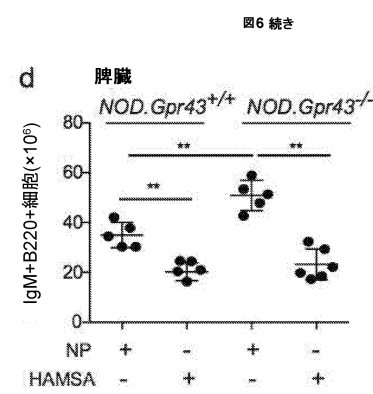 図6 続き
d 脾臓
NOD.Gpr43+/+ NOD.Gpr43-/-
IgM+B220+細胞(×10⁶)
80
**
**
60
**
40
20
0
NP + - + -
HAMSA - + - +